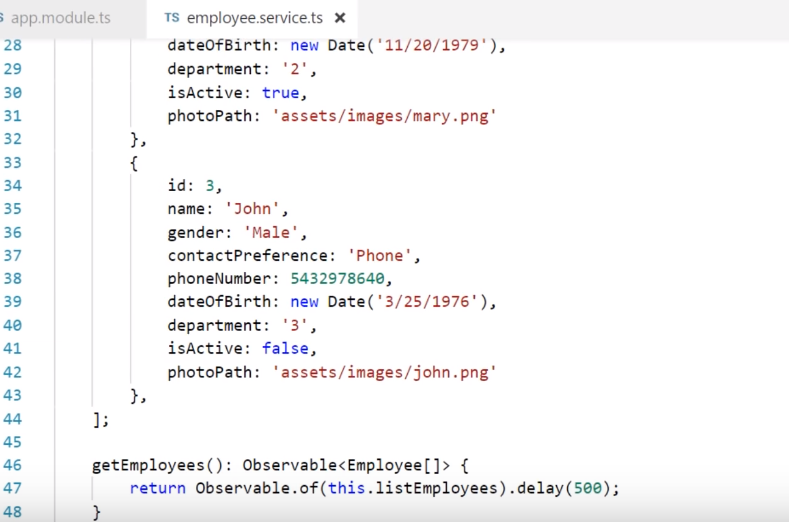 S app.module.ts TS employee.service.ts ×
28 dateOfBirth: new Date('11/20/1979'),
29 department: '2',
30 isActive: true,
31 photoPath: 'assets/images/mary.png'
32 },
33 {
34 id: 3,
35 name: 'John',
36 gender: 'Male',
37 contactPreference: 'Phone',
38 phoneNumber: 5432978640,
39 dateOfBirth: new Date('3/25/1976'),
40 department: '3',
41 isActive: false,
42 photoPath: 'assets/images/john.png'
43 },
44 ];
45
46 getEmployees(): Observable<Employee[]> {
47 return Observable.of(this.listEmployees).delay(500);
48 }